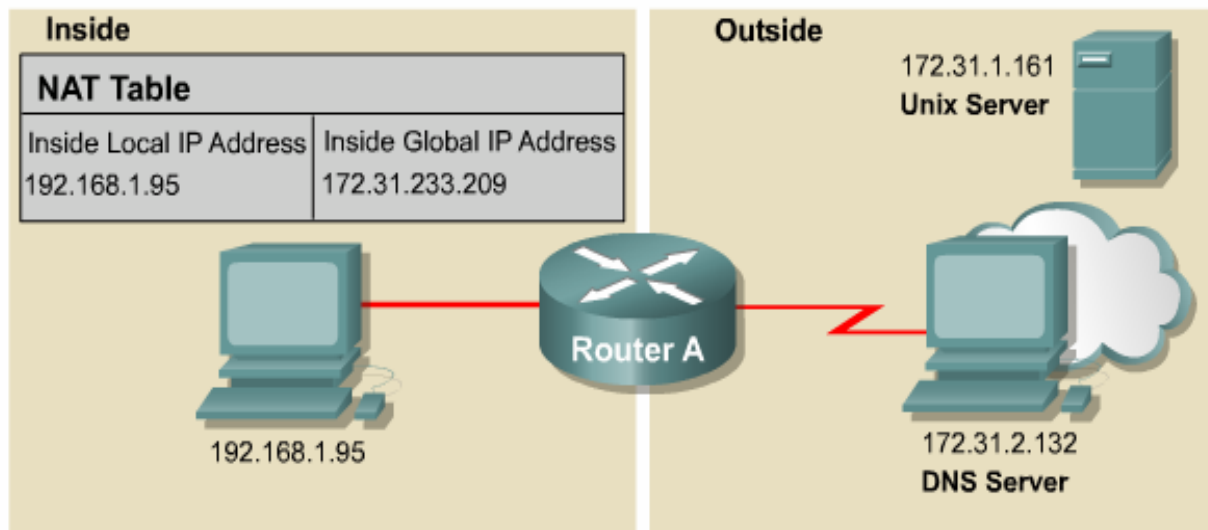 Inside
NAT Table
Inside Local IP Address
192.168.1.95
Inside Global IP Address
172.31.233.209
192.168.1.95
Router A
Outside
172.31.1.161
Unix Server
172.31.2.132
DNS Server